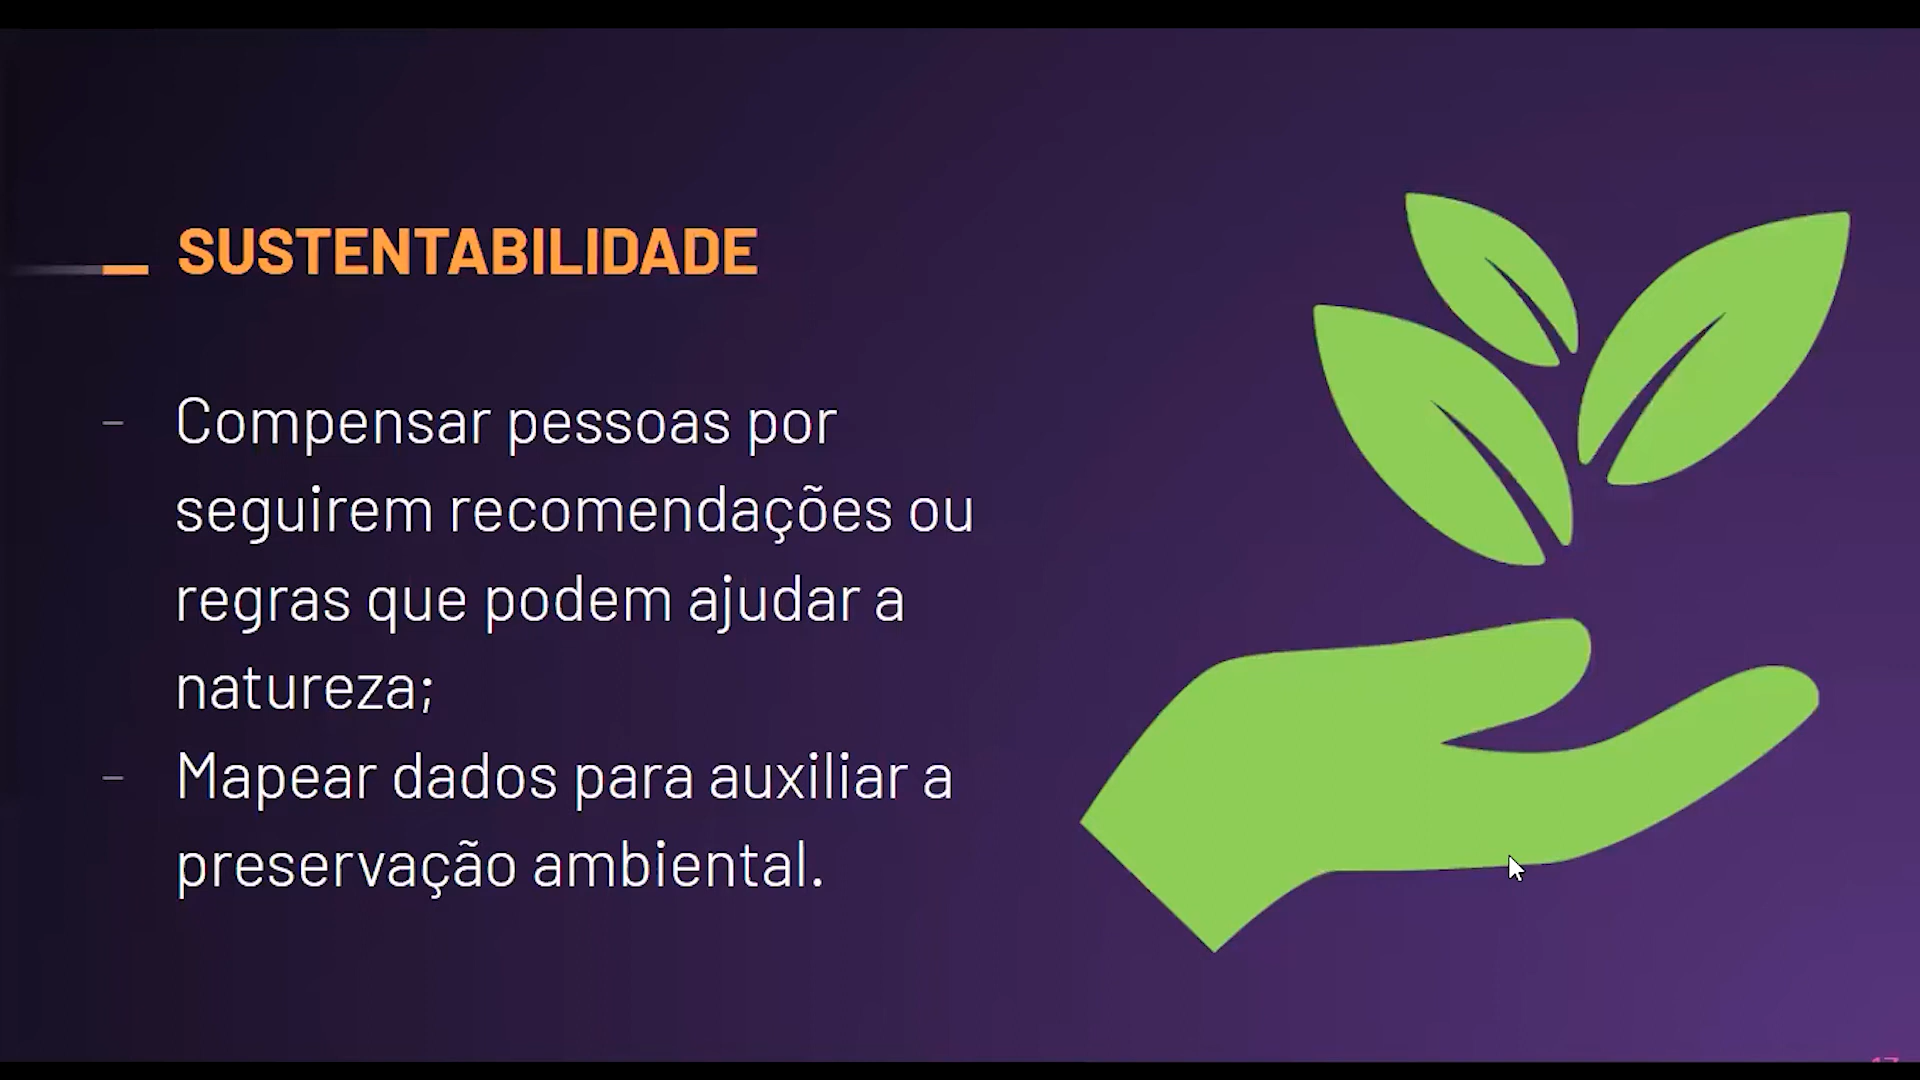 SUSTENTABILIDADE
– Compensar pessoas por
seguirem recomendações ou
regras que podem ajudar a
natureza;
– Mapear dados para auxiliar a
preservação ambiental.